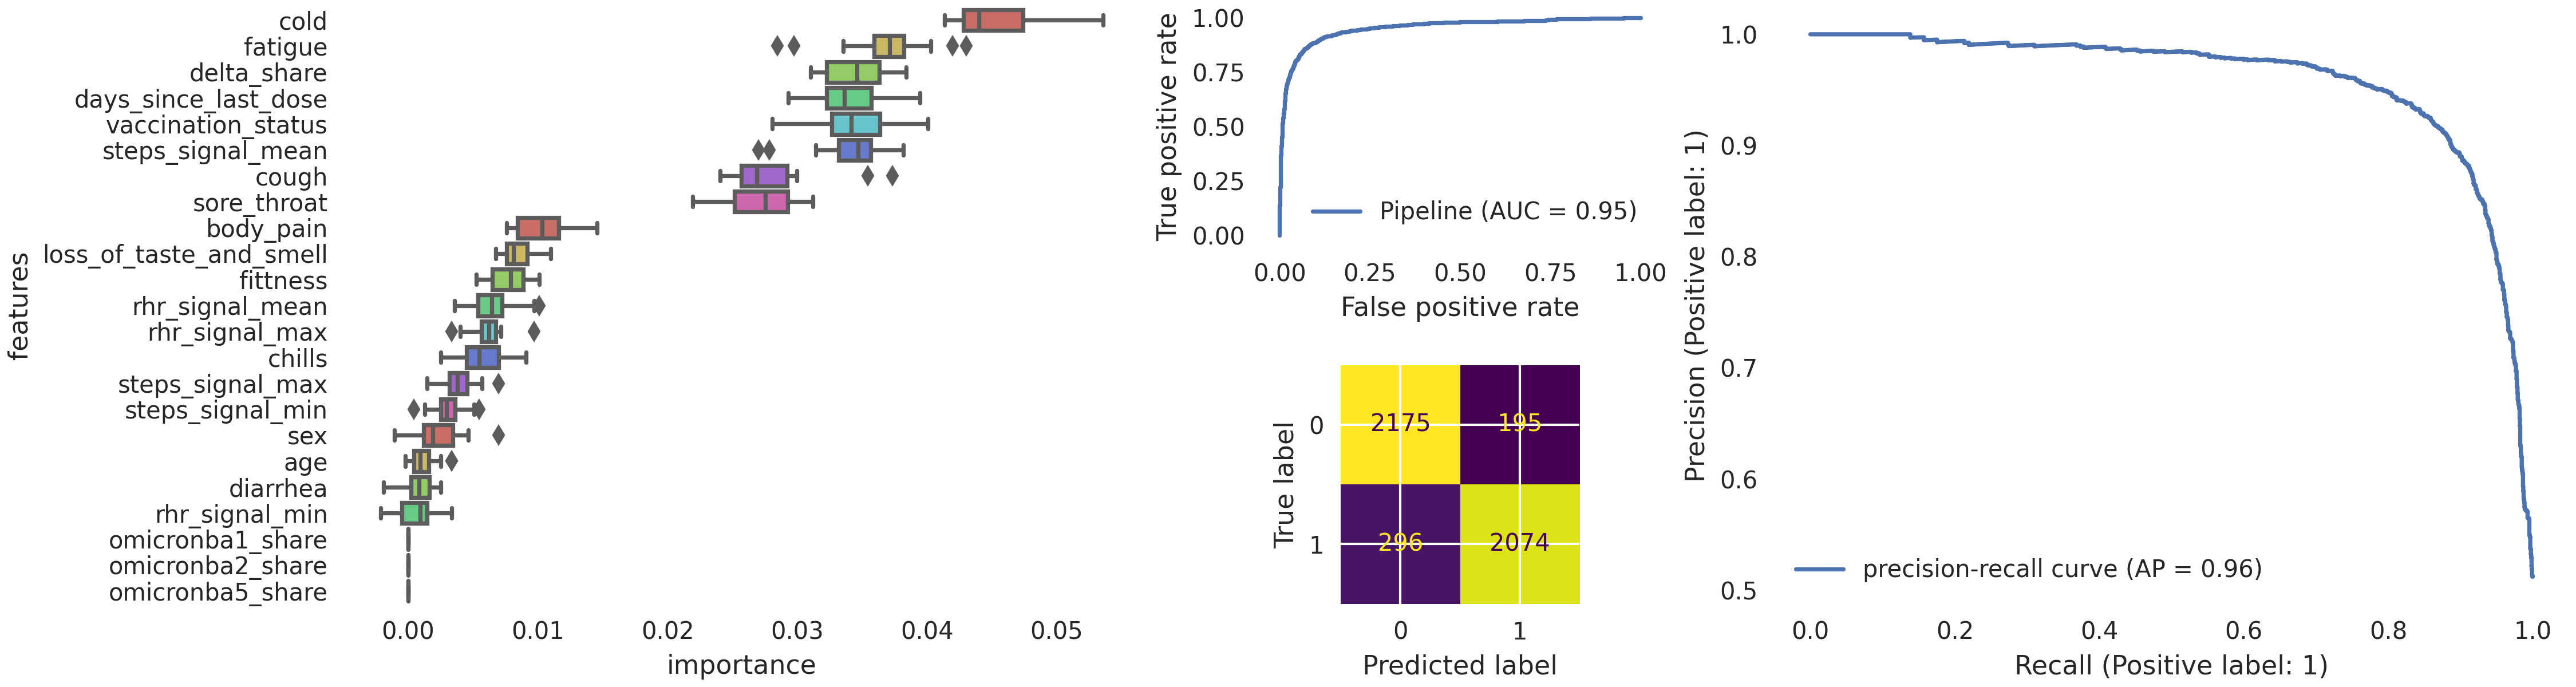 features
cold
fatigue
delta_share
days_since_last_dose
vaccination_status
steps_signal_mean
cough
sore_throat
body_pain
loss_of_taste_and_smell
fittness
rhr_signal_mean
rhr_signal_max
chills
steps_signal_max
steps_signal_min
sex
age
diarrhea
rhr_signal_min
omicronba1_share
omicronba2_share
omicronba5_share
0.00 0.01 0.02 0.03 0.04 0.05
importance
True positive rate
1.00
0.75
0.50
0.25
0.00
Pipeline (AUC = 0.95)
0.00 0.25 0.50 0.75 1.00
False positive rate
True label
0
1
2175 195
296 2074
0 1
Predicted label
Precision (Positive label: 1)
1.0
0.9
0.8
0.7
0.6
0.5
precision-recall curve (AP = 0.96)
0.0 0.2 0.4 0.6 0.8 1.0
Recall (Positive label: 1)